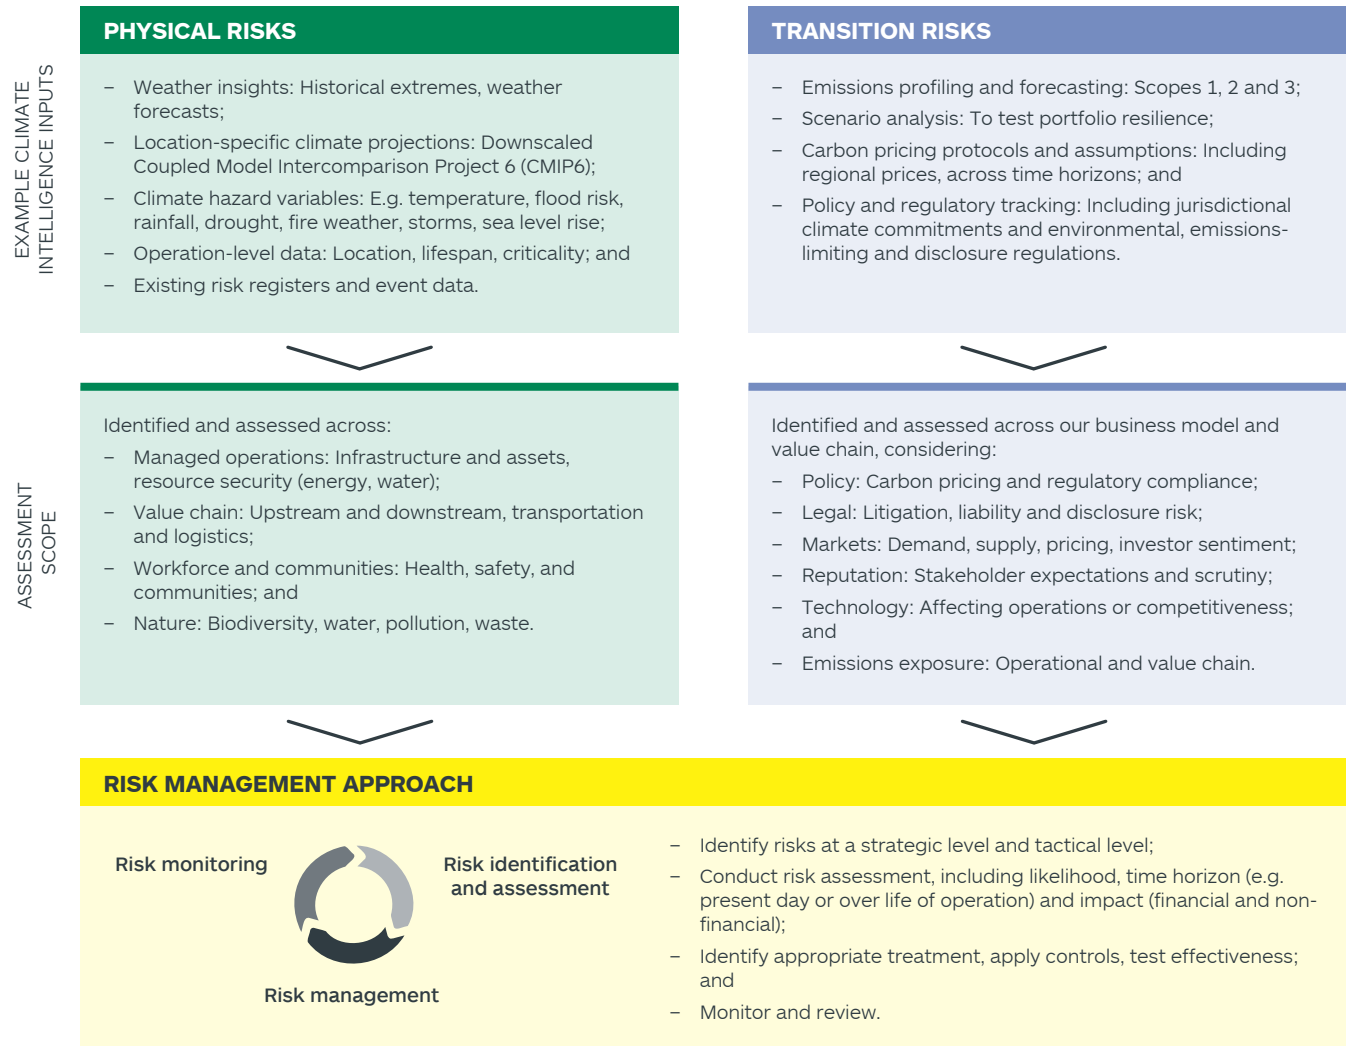 PHYSICAL RISKS
EXAMPLE CLIMATE
INTELLIGENCE INPUTS
– Weather insights: Historical extremes, weather
forecasts;
– Location-specific climate projections: Downscaled
Coupled Model Intercomparison Project 6 (CMIP6);
– Climate hazard variables: E.g. temperature, flood risk,
rainfall, drought, fire weather, storms, sea level rise;
– Operation-level data: Location, lifespan, criticality; and
– Existing risk registers and event data.
TRANSITION RISKS
– Emissions profiling and forecasting: Scopes 1, 2 and 3;
– Scenario analysis: To test portfolio resilience;
– Carbon pricing protocols and assumptions: Including
regional prices, across time horizons; and
– Policy and regulatory tracking: Including jurisdictional
climate commitments and environmental, emissions-
limiting and disclosure regulations.
ASSESSMENT
SCOPE
Identified and assessed across:
– Managed operations: Infrastructure and assets,
resource security (energy, water);
– Value chain: Upstream and downstream, transportation
and logistics;
– Workforce and communities: Health, safety, and
communities; and
– Nature: Biodiversity, water, pollution, waste.
Identified and assessed across our business model and
value chain, considering:
– Policy: Carbon pricing and regulatory compliance;
– Legal: Litigation, liability and disclosure risk;
– Markets: Demand, supply, pricing, investor sentiment;
– Reputation: Stakeholder expectations and scrutiny;
– Technology: Affecting operations or competitiveness;
and
– Emissions exposure: Operational and value chain.
RISK MANAGEMENT APPROACH
Risk monitoring
Risk identification
and assessment
Risk management
– Identify risks at a strategic level and tactical level;
– Conduct risk assessment, including likelihood, time horizon (e.g.
present day or over life of operation) and impact (financial and non-
financial);
– Identify appropriate treatment, apply controls, test effectiveness;
and
– Monitor and review.